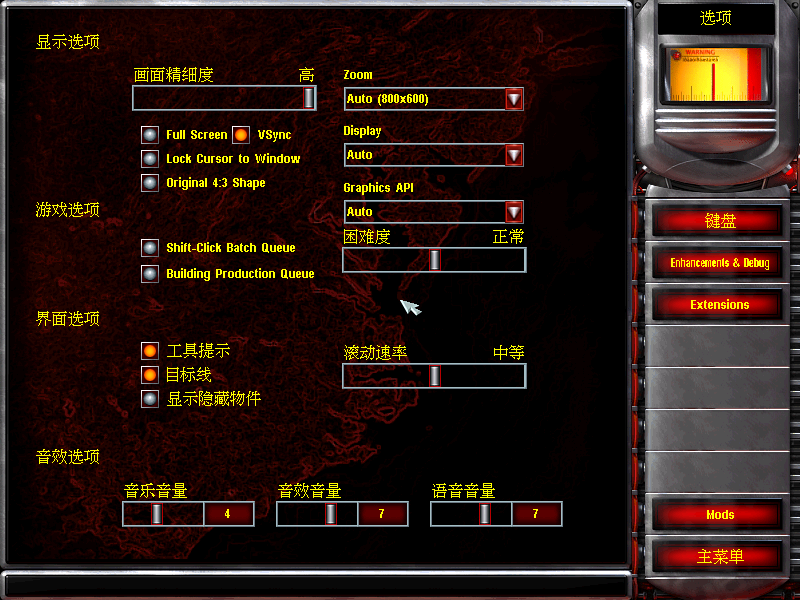 选项
WARNING
显示选项
画面精细度 高
Zoom
Auto (800x600)
Full Screen VSync
Display
Lock Cursor to Window
Auto
Original 4:3 Shape
Graphics API
Auto
游戏选项
困难度 正常
Shift-Click Batch Queue
Building Production Queue
界面选项
工具提示
滚动速率 中等
目标线
显示隐藏物件
音效选项
音乐音量 音效音量 语音音量
4 7 7
键盘
Enhancements & Debug
Extensions
Mods
主菜单